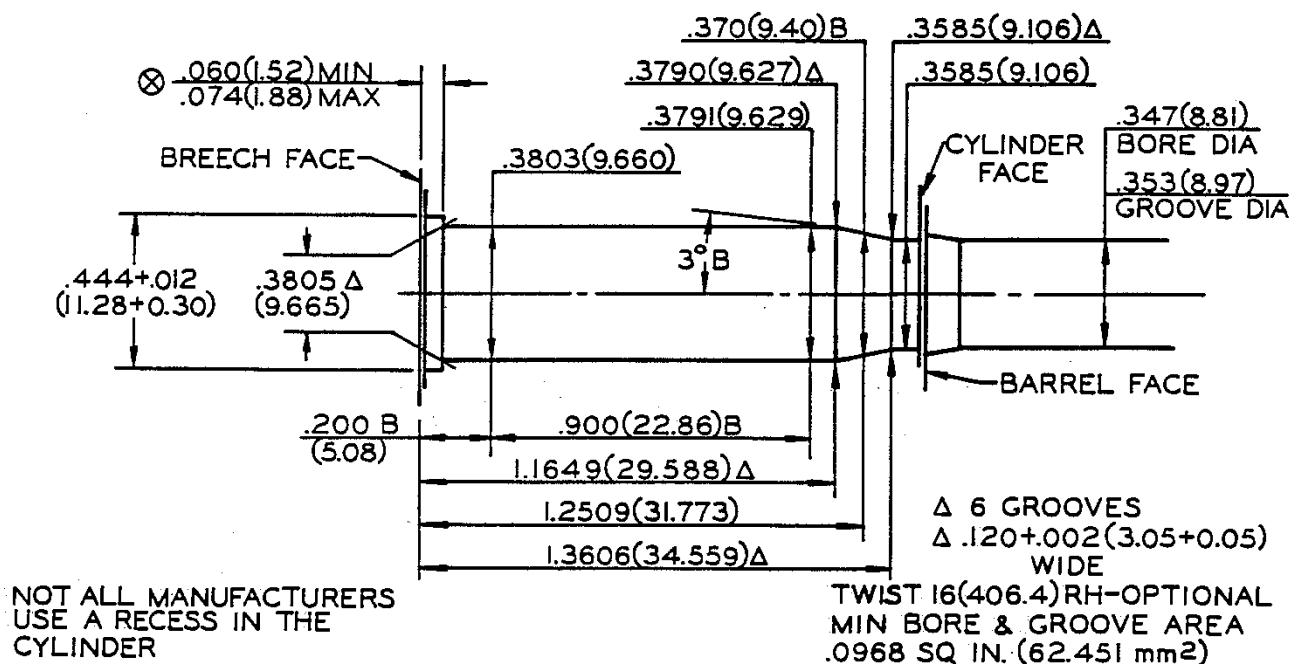 .370(9.40)B
.3585(9.106)Δ
⊗ .060(1.52)MIN
.074(1.88)MAX
.3790(9.627)Δ
.3585(9.106)
.3791(9.629)
.347(8.81)
BORE DIA
BREECH FACE
.3803(9.660)
CYLINDER
FACE
.353(8.97)
GROOVE DIA
3° B
.444+.012
(11.28+0.30)
.3805 Δ
(9.665)
BARREL FACE
.200 B
(5.08)
.900(22.86)B
1.1649(29.588)Δ
1.2509(31.773)
1.3606(34.559)Δ
Δ 6 GROOVES
Δ .120+.002(3.05+0.05)
WIDE
TWIST 16(406.4)RH-OPTIONAL
MIN BORE & GROOVE AREA
.0968 SQ IN. (62.451 mm2)
NOT ALL MANUFACTURERS
USE A RECESS IN THE
CYLINDER